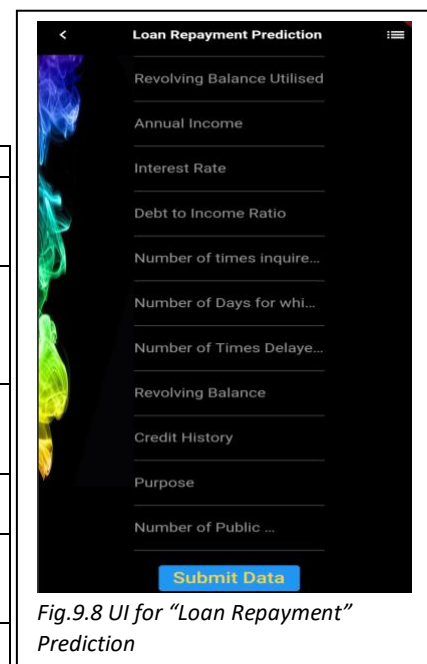 Loan Repayment Prediction
Revolving Balance Utilised
Annual Income
Interest Rate
Debt to Income Ratio
Number of times inquire...
Number of Days for whi...
Number of Times Delaye...
Revolving Balance
Credit History
Purpose
Number of Public ...
Submit Data
Fig.9.8 UI for “Loan Repayment”
Prediction